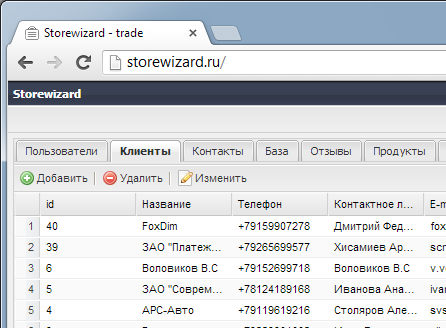 Storewizard - trade
storewizard.ru/
Storewizard
Пользователи Клиенты Контакты База Отзывы Продукты
Добавить Удалить Изменить
id Название Телефон Контактное л... E-m
1 40 FoxDim +79159907278 Дмитрий Фед... fox
2 39 ЗАО "Платеж... +79265699577 Хисамиев Ар... scr
3 6 Воловиков В.С +79152699718 Воловиков В.С v.v
4 5 ЗАО "Соврем... +78124189168 Иванова Ана... ivar
5 4 АРС-Авто +79119619216 Столяров Але... svs